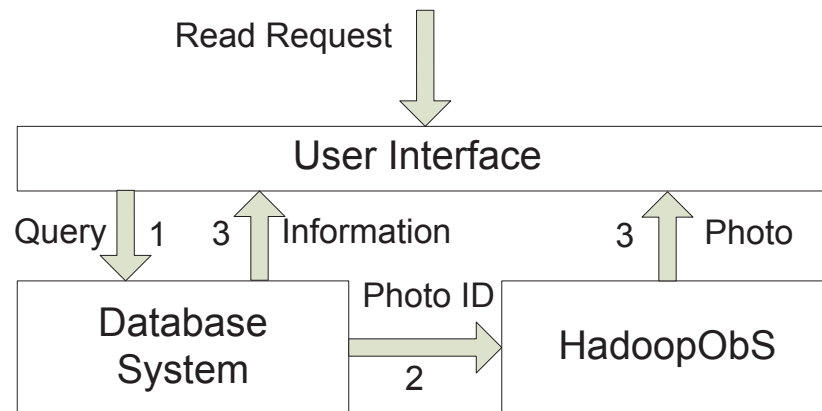 Read Request
User Interface
Query 1 3 Information
3 Photo
Photo ID
Database
System
2
HadoopObS